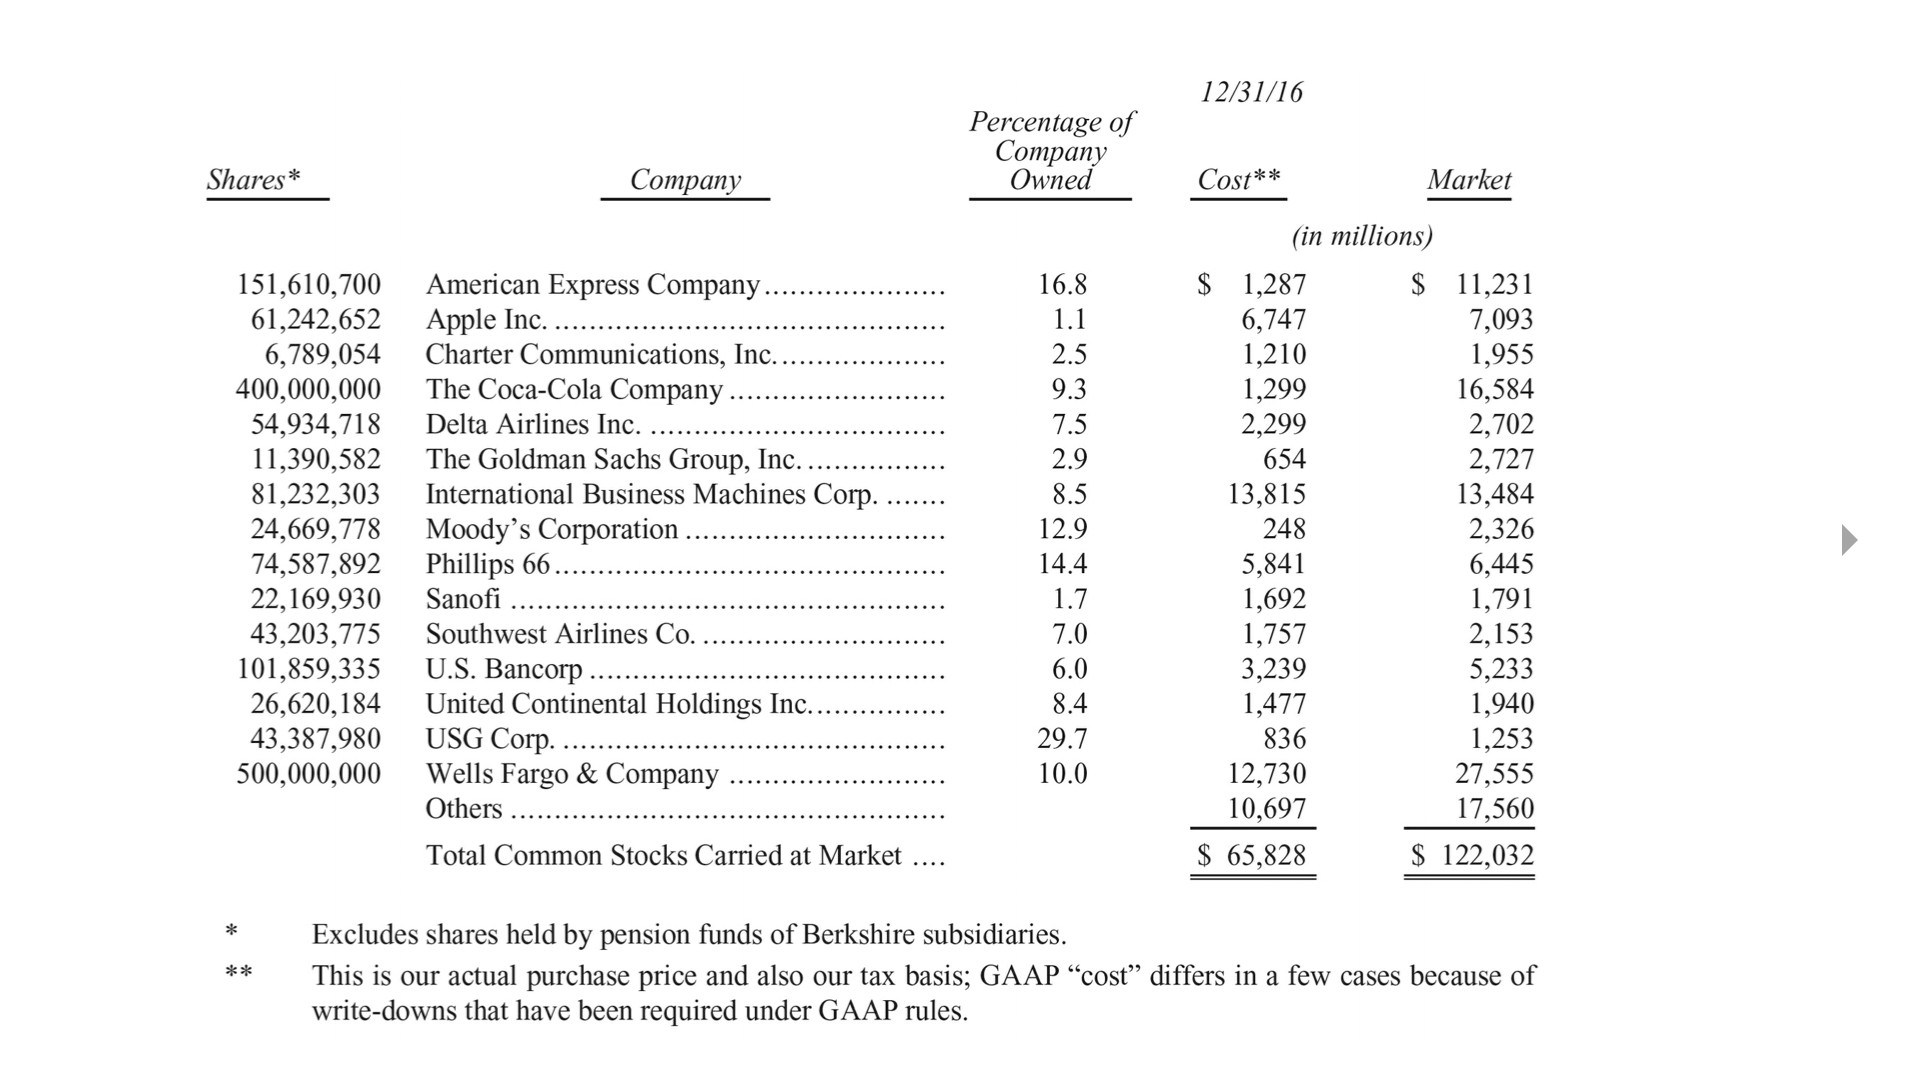 12/31/16
Percentage of
Company
Shares* Company Owned Cost** Market
(in millions)
151,610,700 American Express Company..................... 16.8 $ 1,287 $ 11,231
61,242,652 Apple Inc. ............................................. 1.1 6,747 7,093
6,789,054 Charter Communications, Inc.................... 2.5 1,210 1,955
400,000,000 The Coca-Cola Company ......................... 9.3 1,299 16,584
54,934,718 Delta Airlines Inc. .................................. 7.5 2,299 2,702
11,390,582 The Goldman Sachs Group, Inc. ................ 2.9 654 2,727
81,232,303 International Business Machines Corp. ....... 8.5 13,815 13,484
24,669,778 Moody’s Corporation .............................. 12.9 248 2,326
74,587,892 Phillips 66............................................. 14.4 5,841 6,445
22,169,930 Sanofi .................................................. 1.7 1,692 1,791
43,203,775 Southwest Airlines Co. ............................ 7.0 1,757 2,153
101,859,335 U.S. Bancorp ......................................... 6.0 3,239 5,233
26,620,184 United Continental Holdings Inc................ 8.4 1,477 1,940
43,387,980 USG Corp. ............................................ 29.7 836 1,253
500,000,000 Wells Fargo & Company ......................... 10.0 12,730 27,555
Others .................................................. 10,697 17,560
Total Common Stocks Carried at Market .... $ 65,828 $ 122,032
* Excludes shares held by pension funds of Berkshire subsidiaries.
** This is our actual purchase price and also our tax basis; GAAP “cost” differs in a few cases because of
write-downs that have been required under GAAP rules.